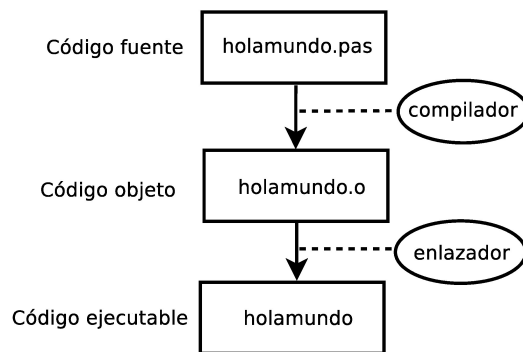 Código fuente
holamundo.pas
compilador
Código objeto
holamundo.o
enlazador
Código ejecutable
holamundo